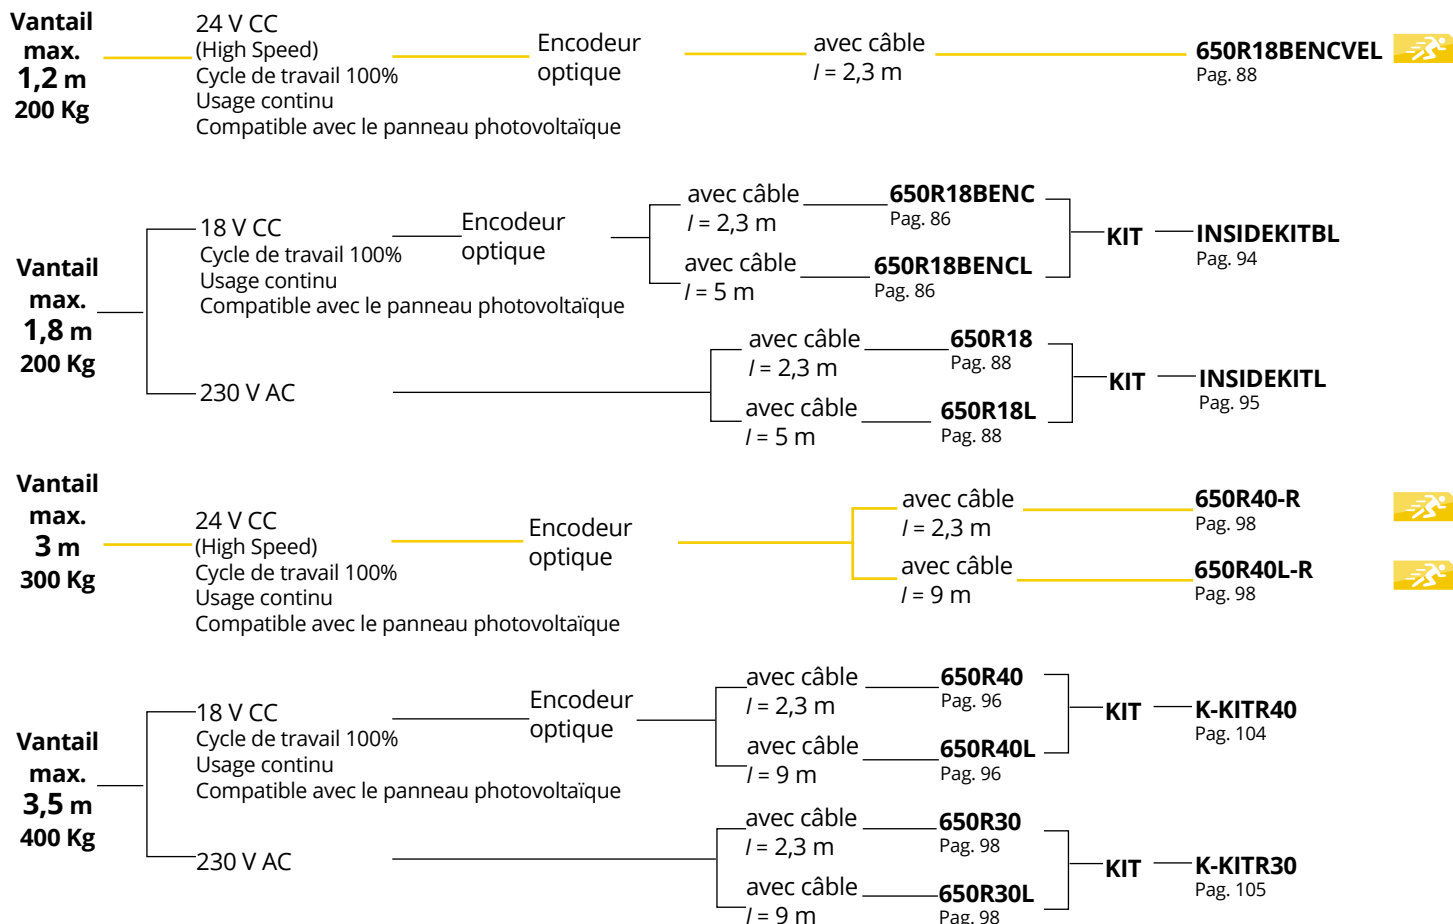 Vantail
max.
1,2 m
200 Kg
24 V CC
(High Speed)
Cycle de travail 100%
Usage continu
Compatible avec le panneau photovoltaïque
Encodeur
optique
avec câble
l = 2,3 m
650R18BENCVEL
Pag. 88
Vantail
max.
1,8 m
200 Kg
18 V CC
Cycle de travail 100%
Usage continu
Compatible avec le panneau photovoltaïque
Encodeur
optique
avec câble
l = 2,3 m
650R18BENC
Pag. 86
avec câble
l = 5 m
650R18BENCL
Pag. 86
KIT
INSIDEKITBL
Pag. 94
230 V AC
avec câble
l = 2,3 m
650R18
Pag. 88
avec câble
l = 5 m
650R18L
Pag. 88
KIT
INSIDEKITL
Pag. 95
Vantail
max.
3 m
300 Kg
24 V CC
(High Speed)
Cycle de travail 100%
Usage continu
Compatible avec le panneau photovoltaïque
Encodeur
optique
avec câble
l = 2,3 m
650R40-R
Pag. 98
avec câble
l = 9 m
650R40L-R
Pag. 98
Vantail
max.
3,5 m
400 Kg
18 V CC
Cycle de travail 100%
Usage continu
Compatible avec le panneau photovoltaïque
Encodeur
optique
avec câble
l = 2,3 m
650R40
Pag. 96
avec câble
l = 9 m
650R40L
Pag. 96
KIT
K-KITR40
Pag. 104
230 V AC
avec câble
l = 2,3 m
650R30
Pag. 98
avec câble
l = 9 m
650R30L
Pag. 98
KIT
K-KITR30
Pag. 105